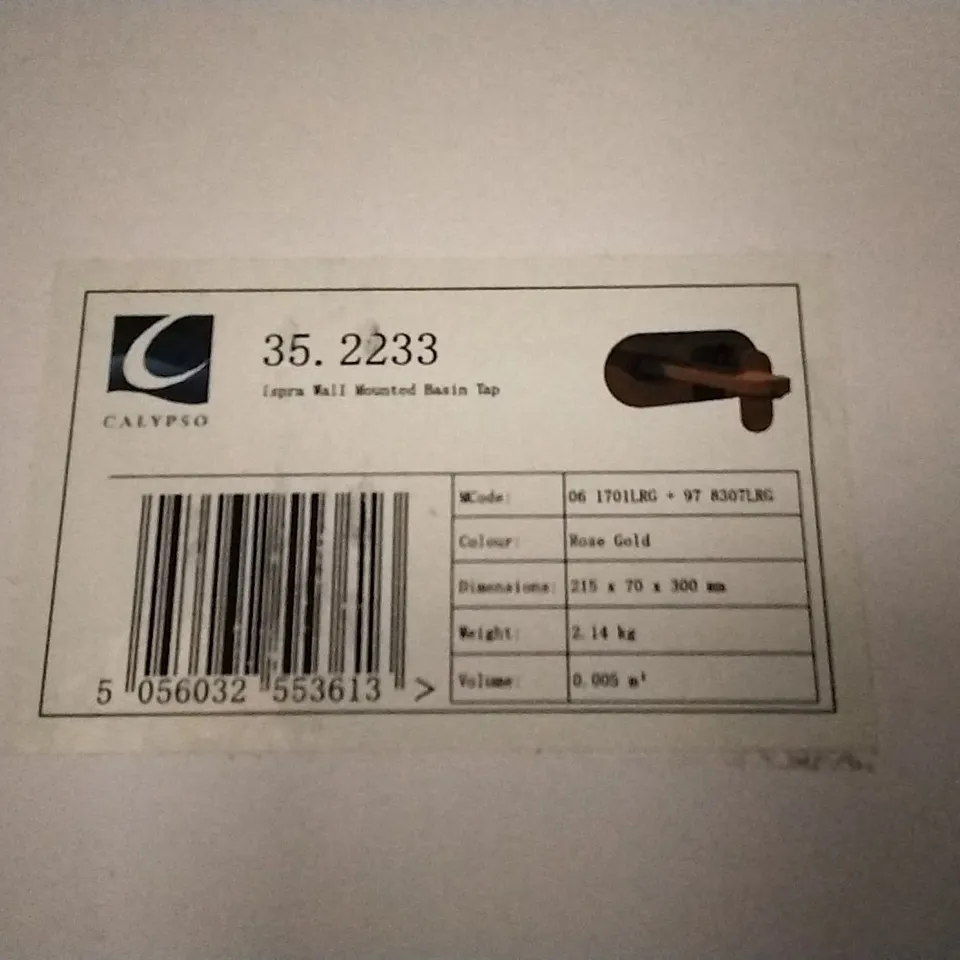 35.2233
Ispra Wall Mounted Basin Tap
CALYPSO
MCode: 06 1701LRG + 97 8307LRG
Colour: Rose Gold
Dimensions: 215 x 70 x 300 mm
Weight: 2.14 kg
Volume: 0.005 m³
5 056032 553613 >